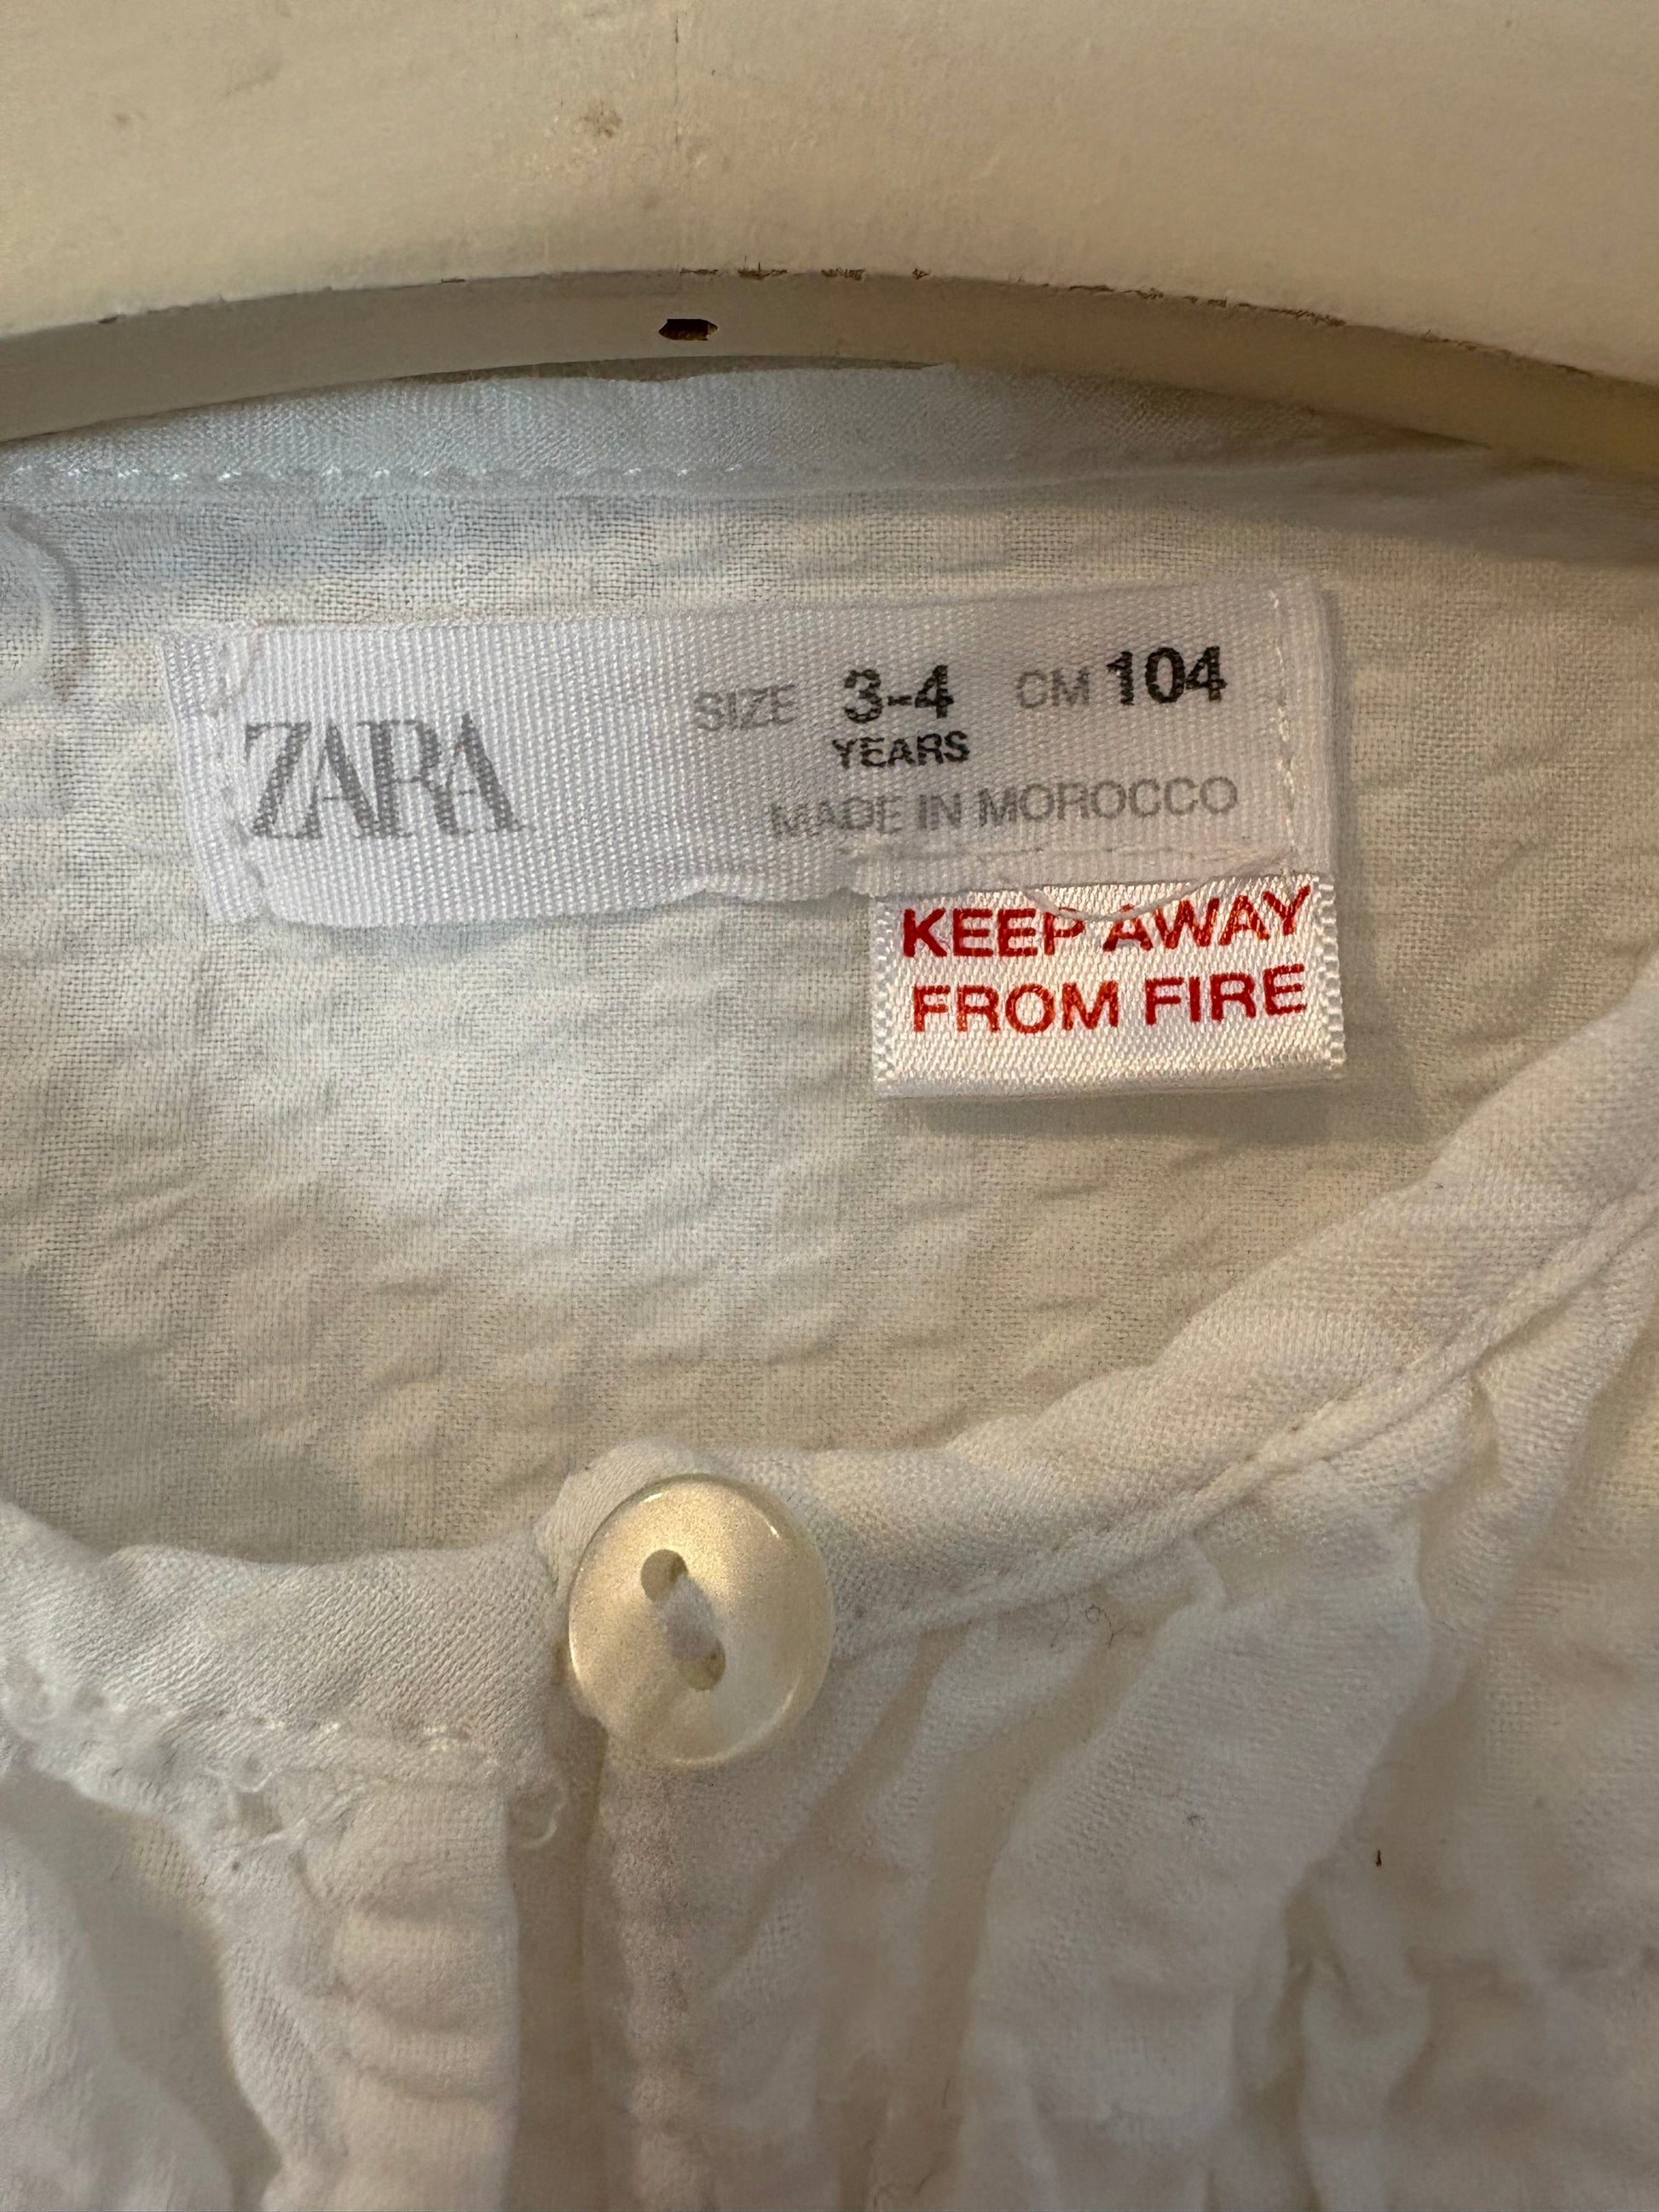 ZARA
SIZE 3-4 CM 104
YEARS
MADE IN MOROCCO
KEEP AWAY
FROM FIRE